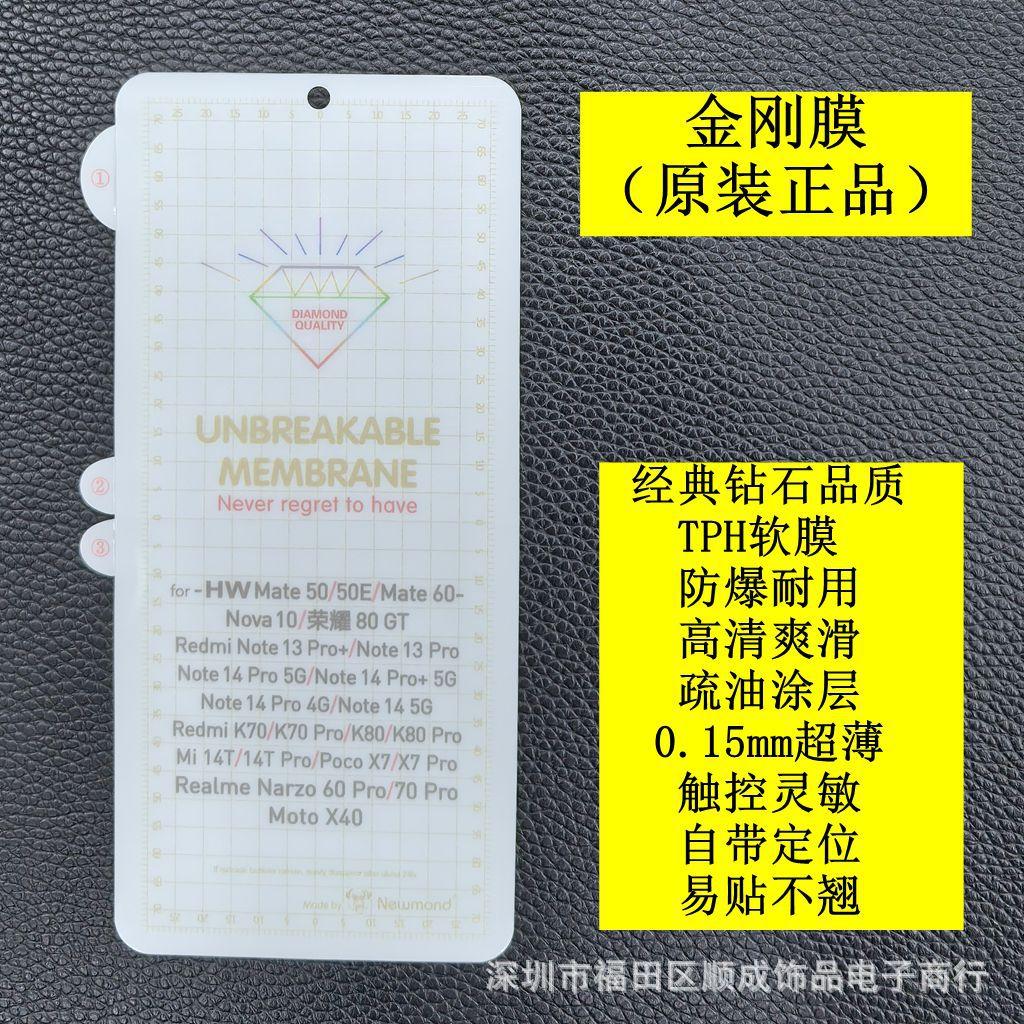 金刚膜
（原装正品）
①
②
③
DIAMOND
QUALITY
UNBREAKABLE
MEMBRANE
Never regret to have
for -HW Mate 50/50E/Mate 60-
Nova 10/荣耀 80 GT
Redmi Note 13 Pro+/Note 13 Pro
Note 14 Pro 5G/Note 14 Pro+ 5G
Note 14 Pro 4G/Note 14 5G
Redmi K70/K70 Pro/K80/K80 Pro
Mi 14T/14T Pro/Poco X7/X7 Pro
Realme Narzo 60 Pro/70 Pro
Moto X40
Made by Newmond
经典钻石品质
TPH软膜
防爆耐用
高清爽滑
疏油涂层
0.15mm超薄
触控灵敏
自带定位
易贴不翘
深圳市福田区顺成饰品电子商行